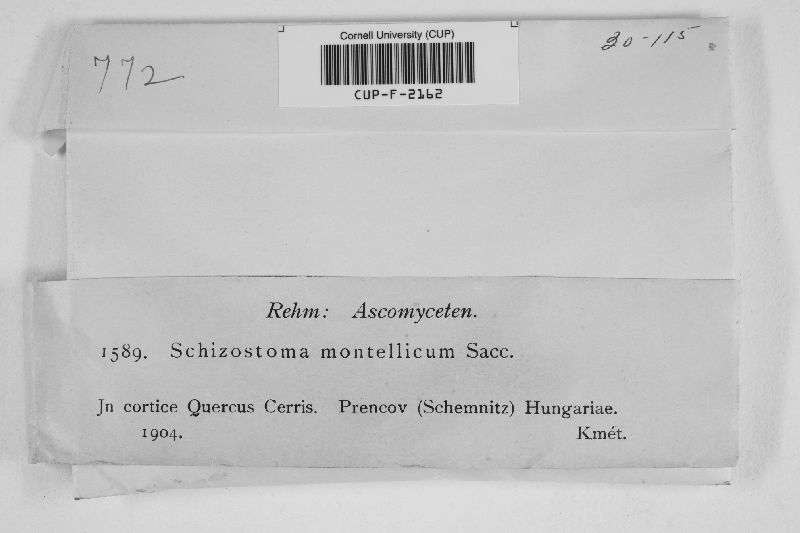 Cornell University (CUP)
CUP-F-2162
772
20-115
Rehm: Ascomyceten.
1589. Schizostoma montellicum Sacc.
Jn cortice Quercus Cerris. Prencov (Schemnitz) Hungariae.
1904. Kmét.